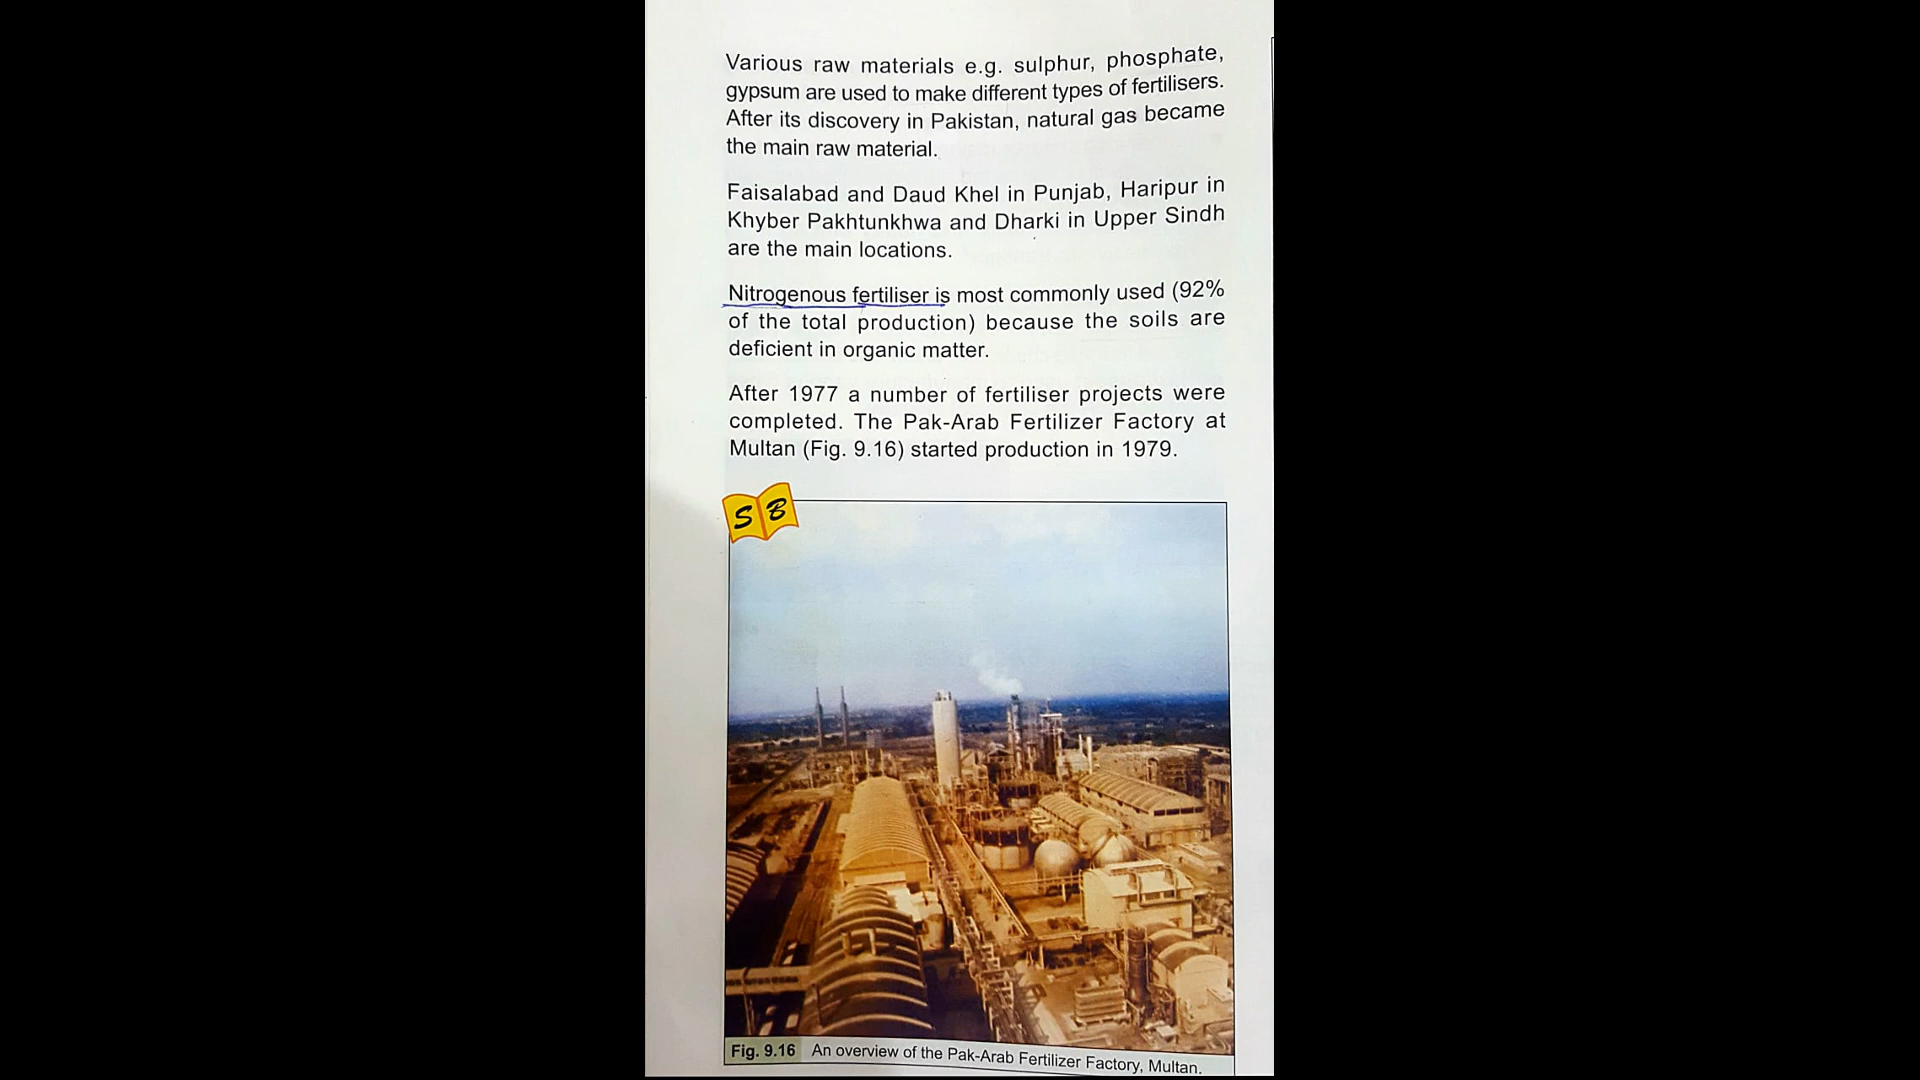 Various raw materials e.g. sulphur, phosphate,
gypsum are used to make different types of fertilisers.
After its discovery in Pakistan, natural gas became
the main raw material.
Faisalabad and Daud Khel in Punjab, Haripur in
Khyber Pakhtunkhwa and Dharki in Upper Sindh
are the main locations.
Nitrogenous fertiliser is most commonly used (92%
of the total production) because the soils are
deficient in organic matter.
After 1977 a number of fertiliser projects were
completed. The Pak-Arab Fertilizer Factory at
Multan (Fig. 9.16) started production in 1979.
S B
Fig. 9.16 An overview of the Pak-Arab Fertilizer Factory, Multan.